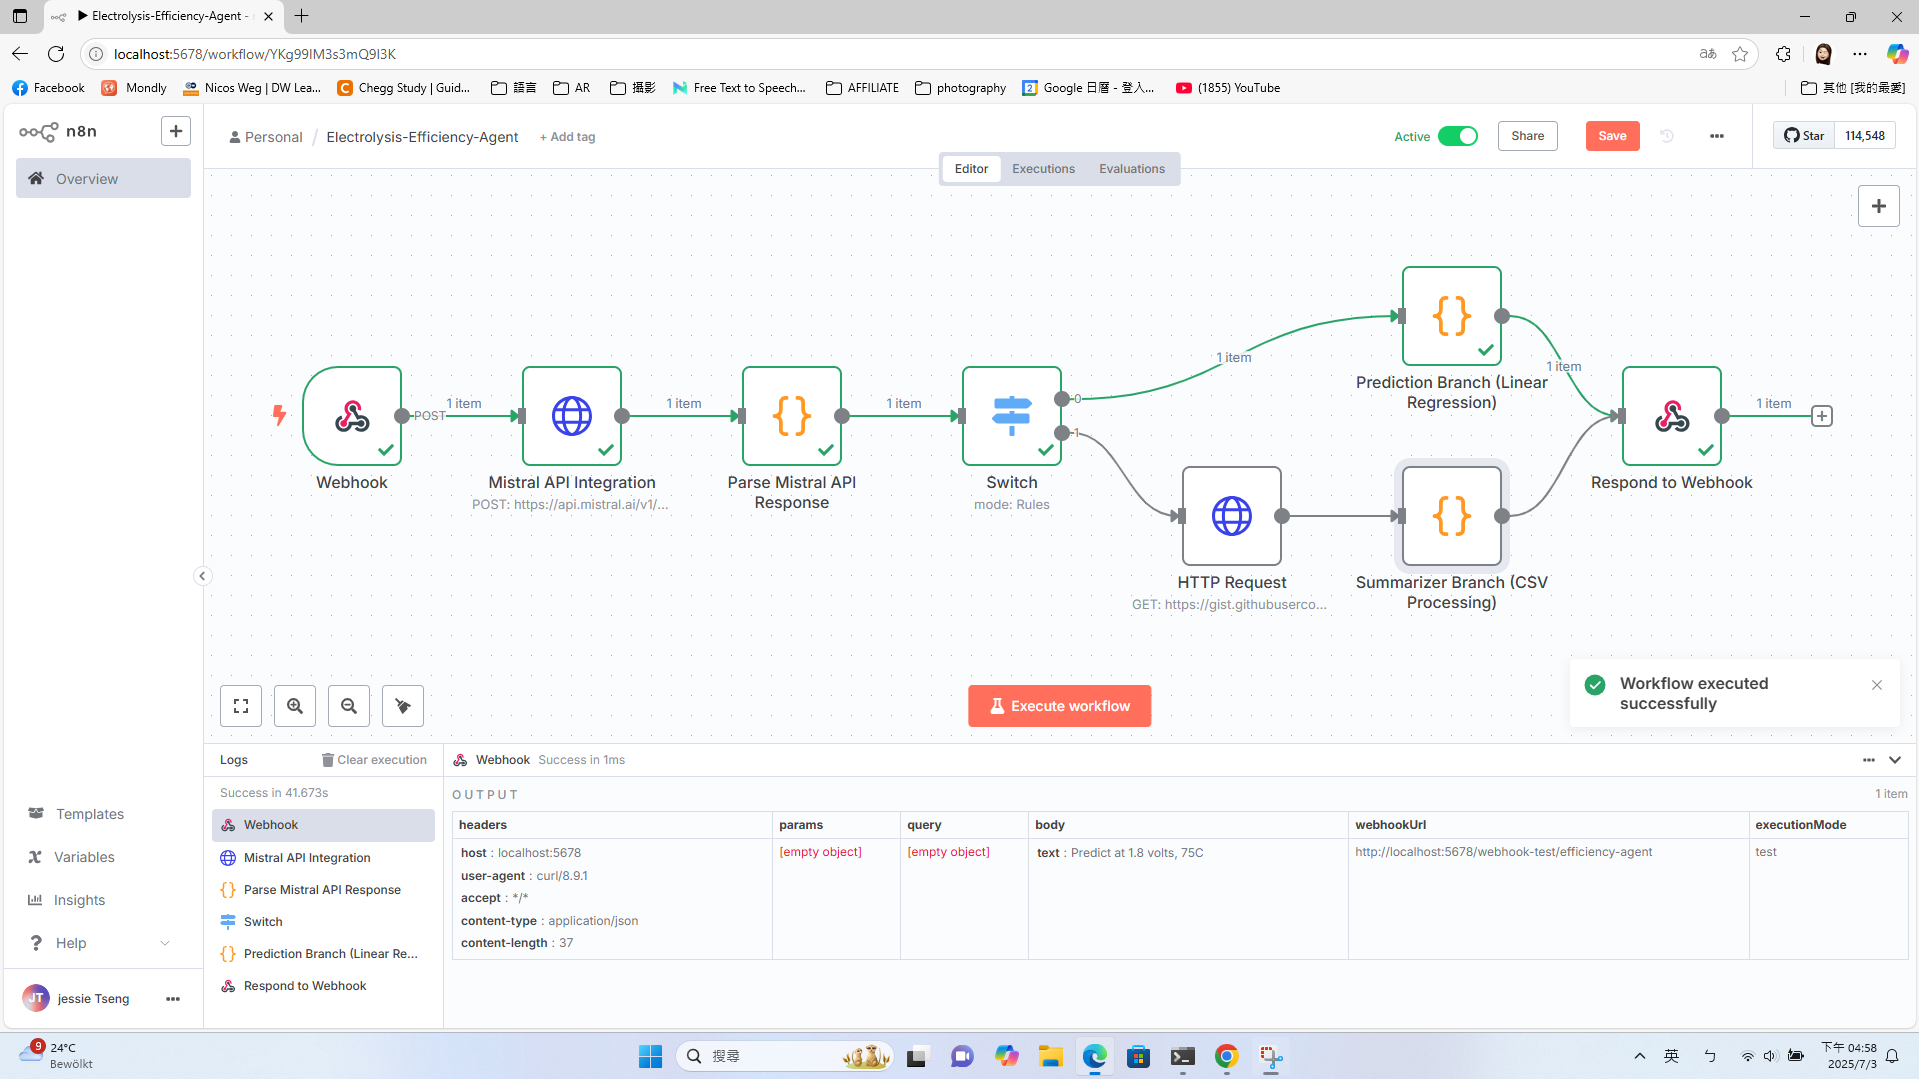 Electrolysis-Efficiency-Agent -
localhost:5678/workflow/YKg99IM3s3mQ9I3K
aあ
Facebook
Mondly
Nicos Weg | DW Lea...
Chegg Study | Guid...
語言
AR
攝影
Free Text to Speech...
AFFILIATE
photography
Google 日曆 - 登入...
(1855) YouTube
其他 [我的最愛]
n8n
Personal / Electrolysis-Efficiency-Agent + Add tag
Active
Share
Save
Star 114,548
Overview
Editor Executions Evaluations
1 item
1 item
Prediction Branch (Linear
Regression)
POST
1 item
1 item
1 item
0
1
1 item
Webhook
Mistral API Integration
POST: https://api.mistral.ai/v1/...
Parse Mistral API
Response
Switch
mode: Rules
Respond to Webhook
HTTP Request
GET: https://gist.githubuserco...
Summarizer Branch (CSV
Processing)
Execute workflow
Workflow executed
successfully
Templates
Variables
Insights
Help
JT jessie Tseng
Logs Clear execution
Success in 41.673s
Webhook
Mistral API Integration
Parse Mistral API Response
Switch
Prediction Branch (Linear Re...
Respond to Webhook
Webhook Success in 1ms
OUTPUT 1 item
headers params query body webhookUrl executionMode
host : localhost:5678
user-agent : curl/8.9.1
accept : */*
content-type : application/json
content-length : 37
[empty object]
[empty object]
text : Predict at 1.8 volts, 75C
http://localhost:5678/webhook-test/efficiency-agent
test
9
24°C
Bewölkt
搜尋
英
ㄅ
下午 04:58
2025/7/3